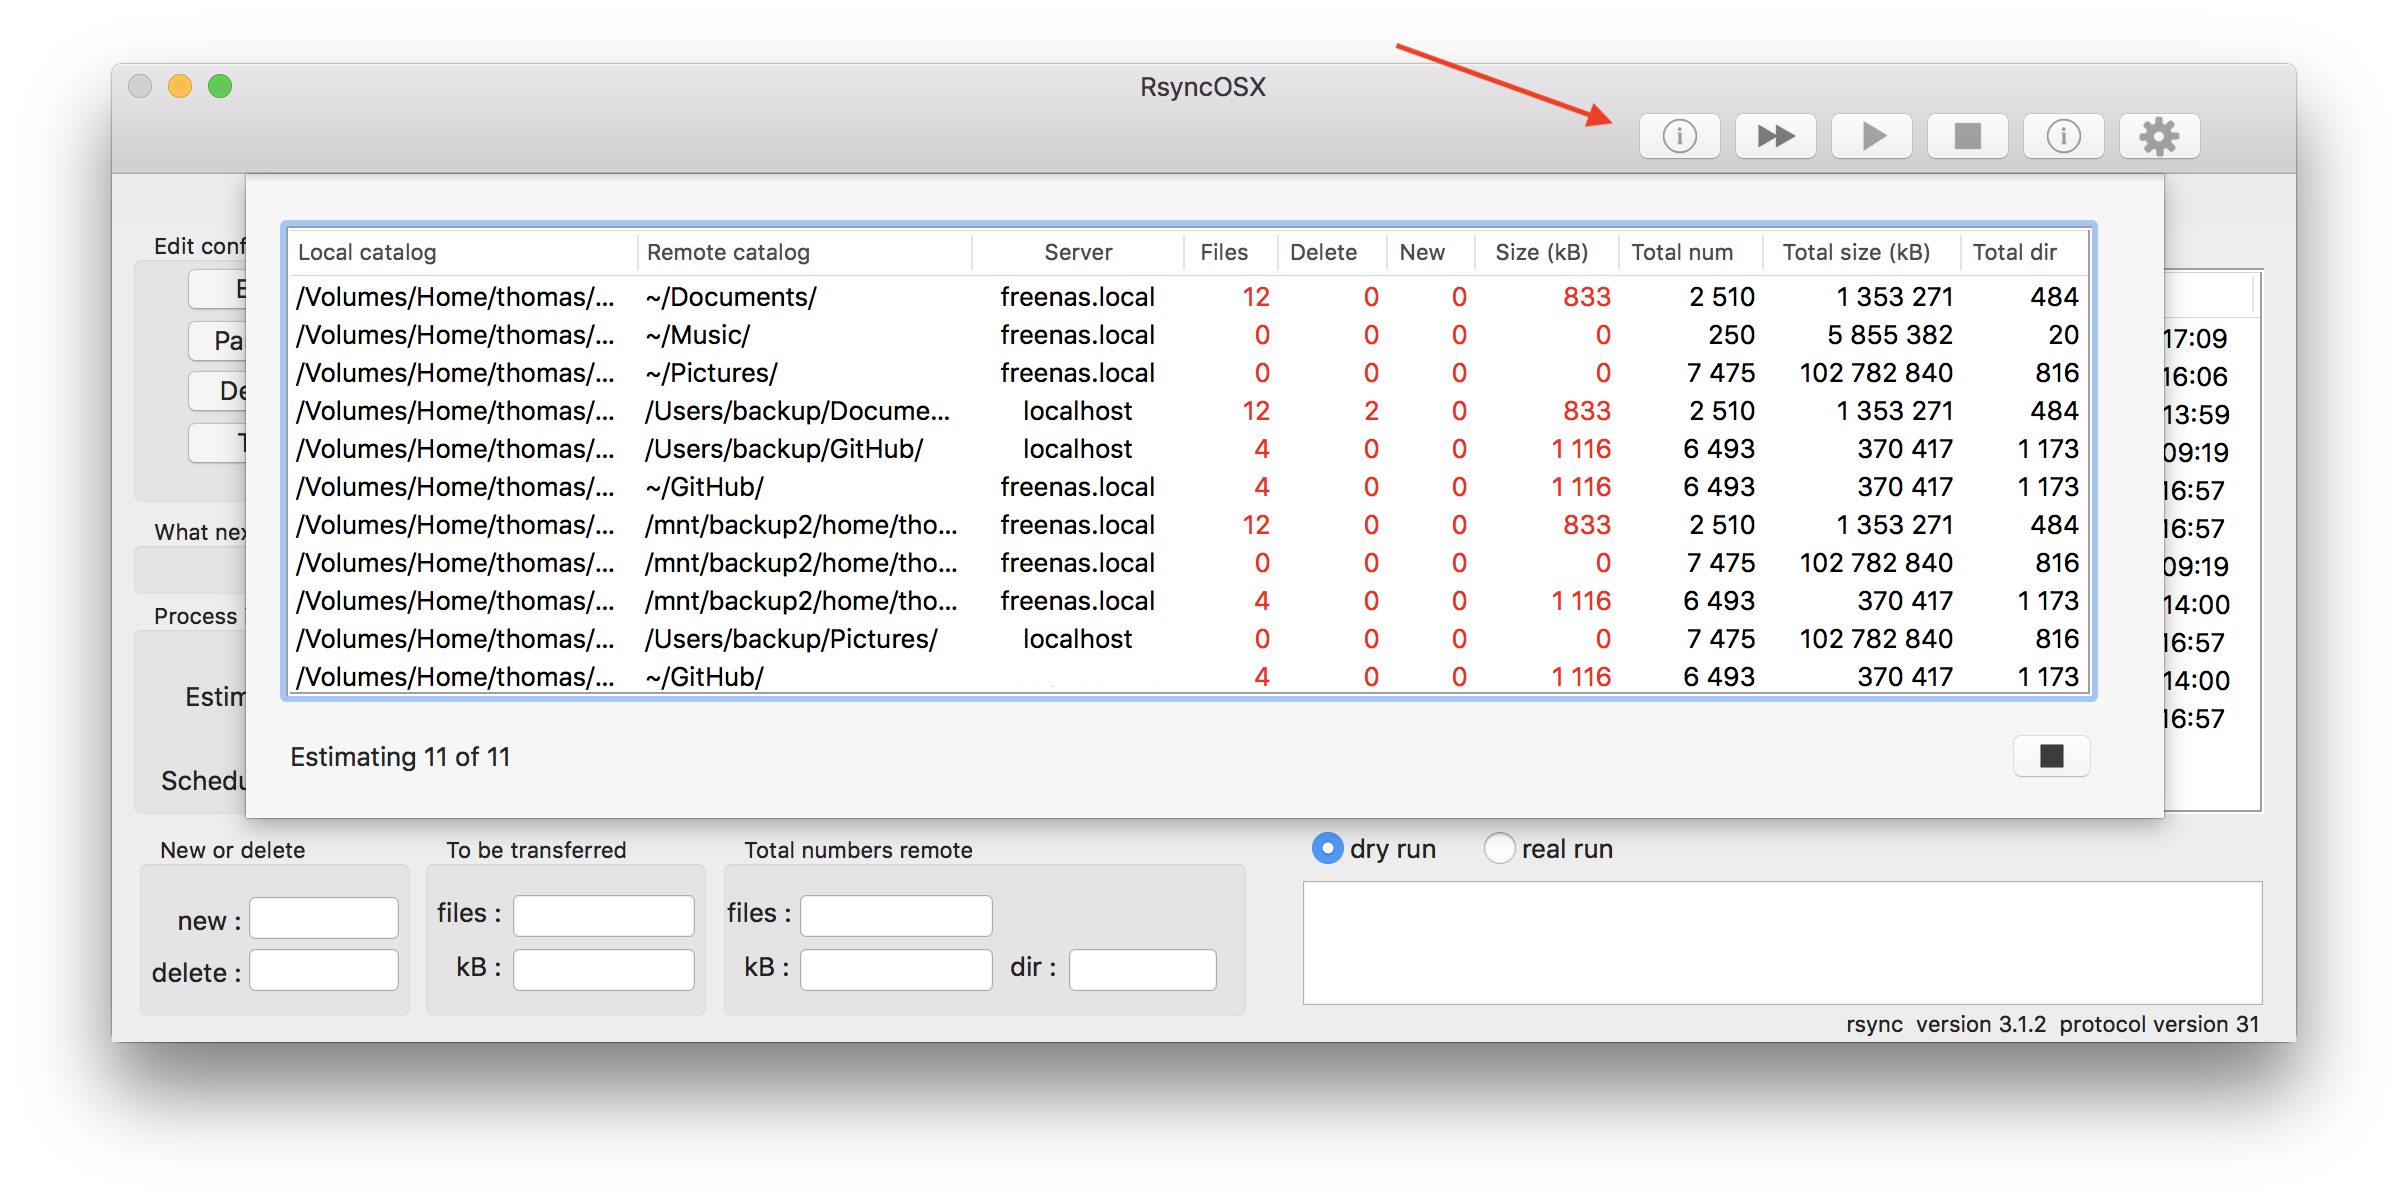 RsyncOSX
Local catalog Remote catalog Server Files Delete New Size (kB) Total num Total size (kB) Total dir
/Volumes/Home/thomas/... ~/Documents/ freenas.local 12 0 0 833 2 510 1 353 271 484
/Volumes/Home/thomas/... ~/Music/ freenas.local 0 0 0 0 250 5 855 382 20
/Volumes/Home/thomas/... ~/Pictures/ freenas.local 0 0 0 0 7 475 102 782 840 816
/Volumes/Home/thomas/... /Users/backup/Docume... localhost 12 2 0 833 2 510 1 353 271 484
/Volumes/Home/thomas/... /Users/backup/GitHub/ localhost 4 0 0 1 116 6 493 370 417 1 173
/Volumes/Home/thomas/... ~/GitHub/ freenas.local 4 0 0 1 116 6 493 370 417 1 173
/Volumes/Home/thomas/... /mnt/backup2/home/tho... freenas.local 12 0 0 833 2 510 1 353 271 484
/Volumes/Home/thomas/... /mnt/backup2/home/tho... freenas.local 0 0 0 0 7 475 102 782 840 816
/Volumes/Home/thomas/... /mnt/backup2/home/tho... freenas.local 4 0 0 1 116 6 493 370 417 1 173
/Volumes/Home/thomas/... /Users/backup/Pictures/ localhost 0 0 0 0 7 475 102 782 840 816
/Volumes/Home/thomas/... ~/GitHub/ 4 0 0 1 116 6 493 370 417 1 173
Estimating 11 of 11
Edit conf
Pa
De
What nex
Process
Estim
Schedu
17:09
16:06
13:59
09:19
16:57
16:57
09:19
14:00
16:57
14:00
16:57
New or delete
new :
delete :
To be transferred
files :
kB :
Total numbers remote
files :
kB : dir :
dry run real run
rsync version 3.1.2 protocol version 31